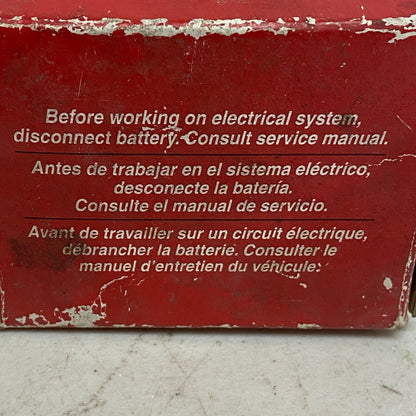 Before working on electrical system,
disconnect battery. Consult service manual.
Antes de trabajar en el sistema eléctrico,
desconecte la batería.
Consulte el manual de servicio.
Avant de travailler sur un circuit électrique,
débrancher la batterie. Consulter le
manuel d'entretien du véhicule.